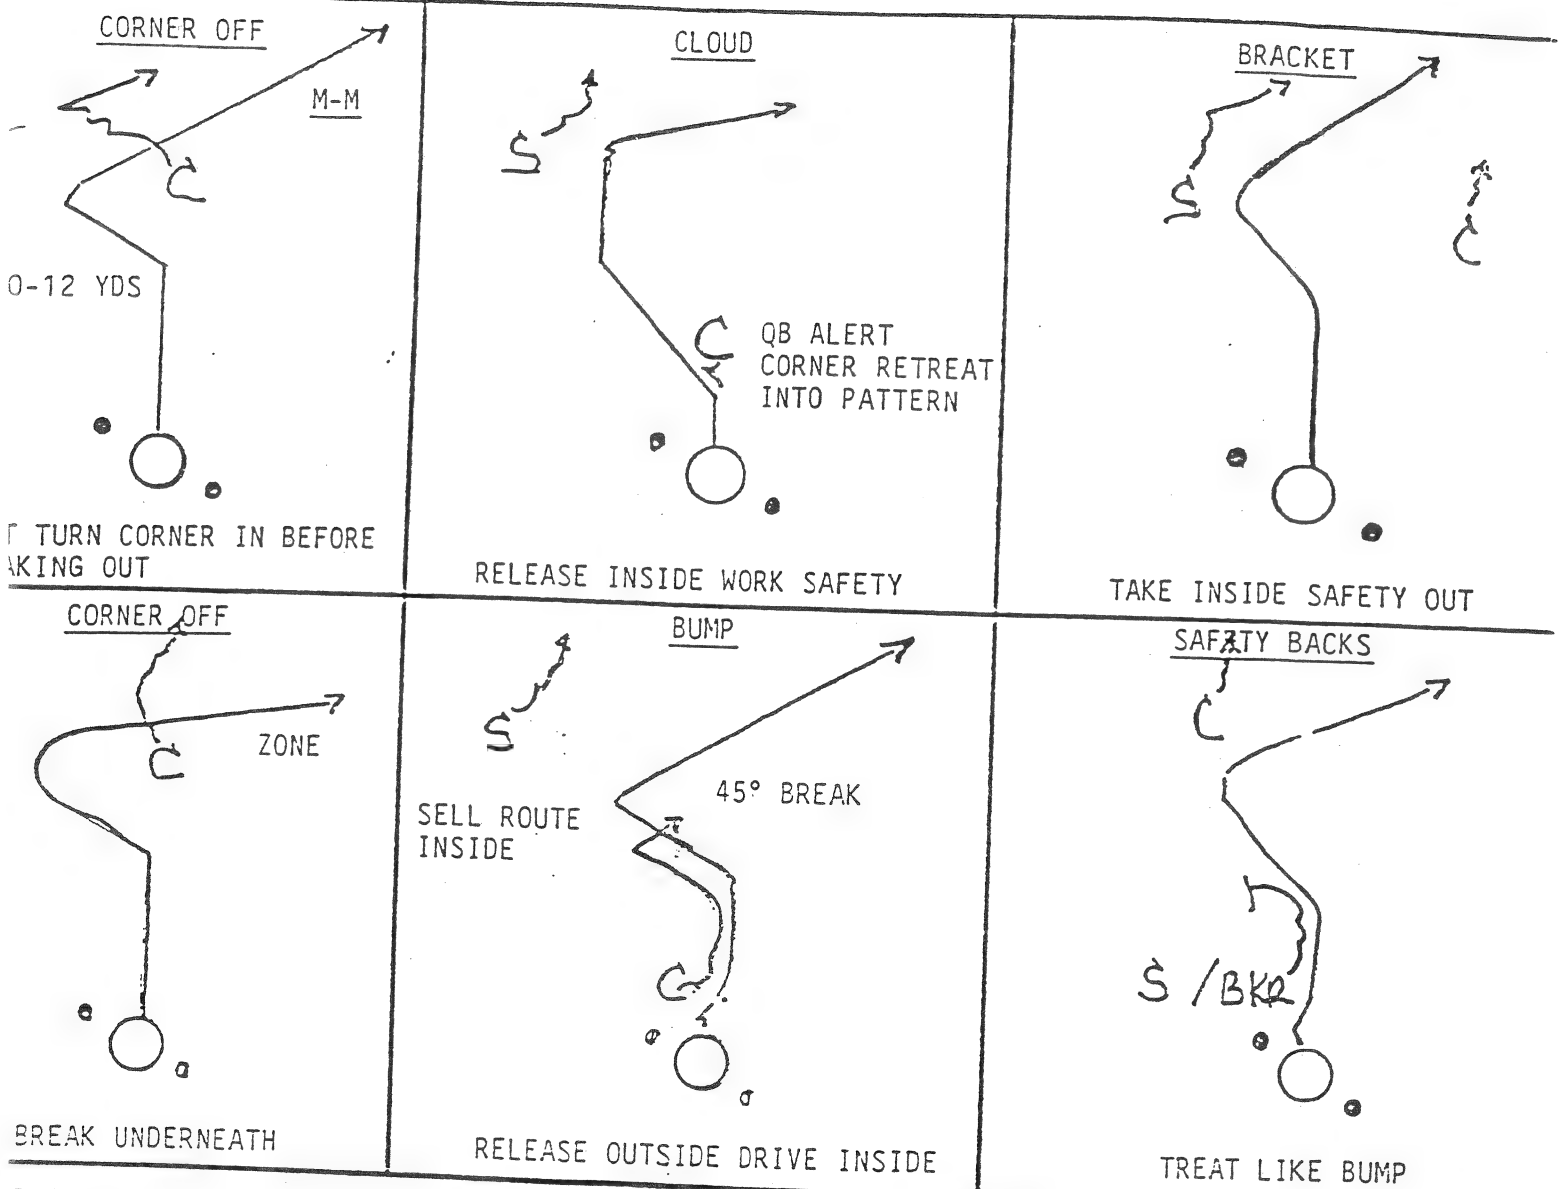 CORNER OFF
M-M
C
0-12 YDS
T TURN CORNER IN BEFORE
AKING OUT
CLOUD
S
C
QB ALERT
CORNER RETREAT
INTO PATTERN
RELEASE INSIDE WORK SAFETY
BRACKET
S
C
TAKE INSIDE SAFETY OUT
CORNER OFF
C
ZONE
BREAK UNDERNEATH
BUMP
S
45° BREAK
SELL ROUTE
INSIDE
C
RELEASE OUTSIDE DRIVE INSIDE
SAFETY BACKS
C
S / BKR
TREAT LIKE BUMP